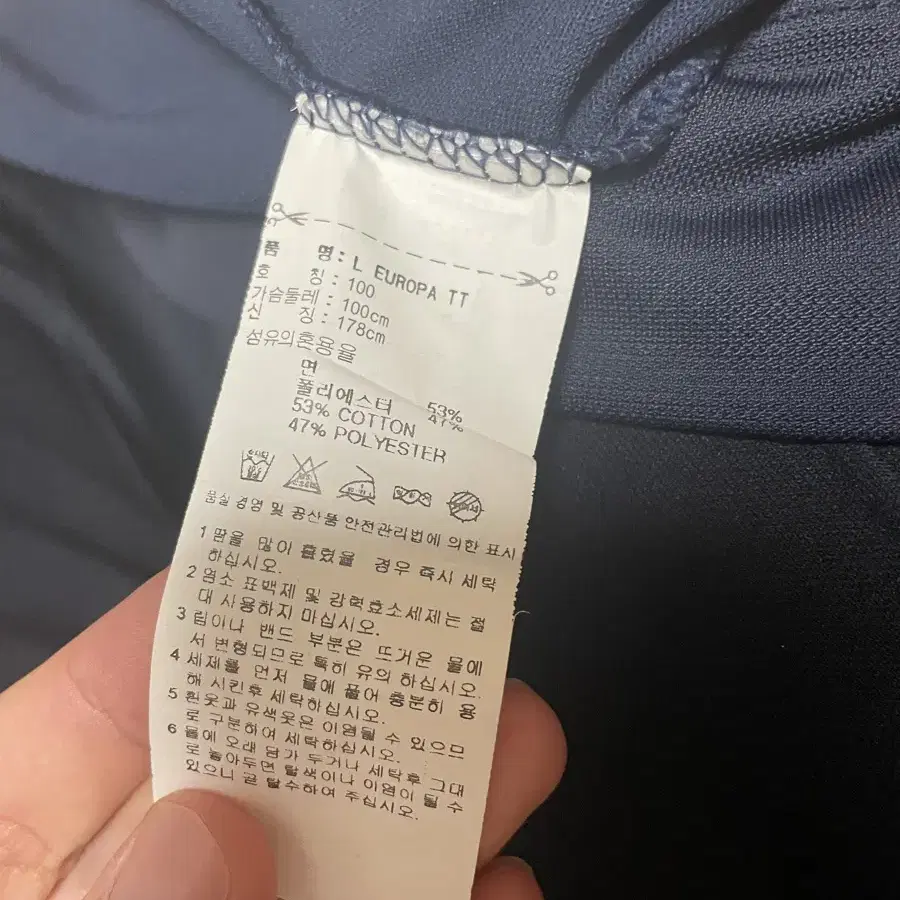 품 명: L EUROPA TT
호 칭: 100
가슴둘레: 100cm
신 장: 178cm
섬유의혼용율
면 53%
폴리에스터 47%
53% COTTON
47% POLYESTER
품질 경영 및 공산품 안전관리법에 의한 표시
1 땀을 많이 흘렸을 경우 즉시 세탁
하십시오.
2 염소 표백제 및 강력효소세제는 절
대 사용하지 마십시오.
3 립이나 밴드 부분은 뜨거운 물에
서 변형되므로 특히 유의 하십시오.
4 세제를 먼저 물에 풀어 충분히 용
해 시킨후 세탁하십시오.
5 흰옷과 유색옷은 이염될수 있으므
로 구분하여 세탁하십시오.
6 물에 오래 담가 두거나 세탁후 그대
로 놓아두면 탈색이나 이염이 될 수
있으니 곧 탈수하여 주십시오.